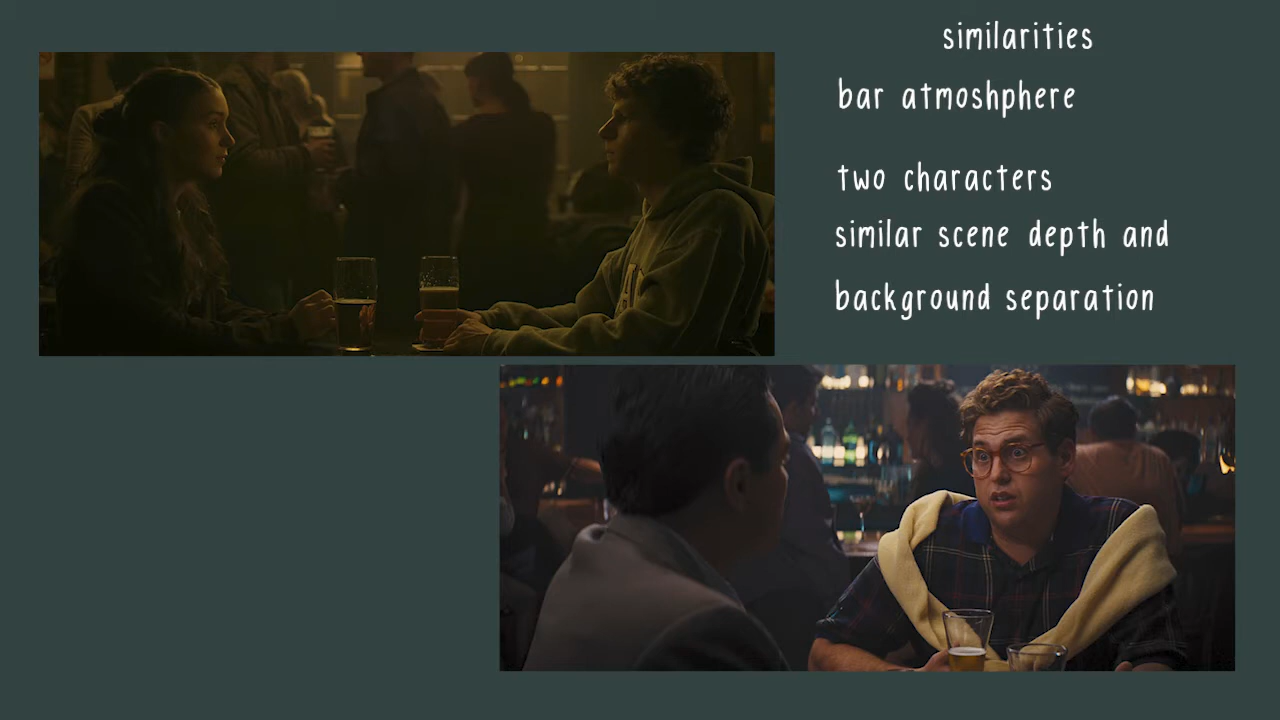 similarities
bar atmoshphere
two characters
similar scene depth and
background separation